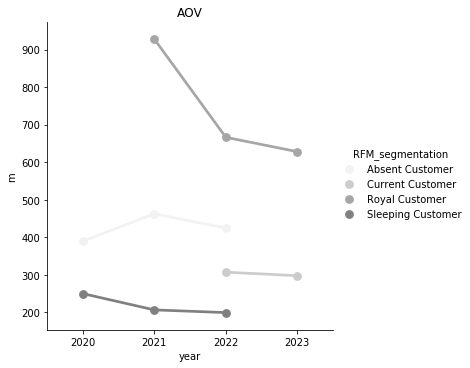 AOV
900
800
700
600
500
400
300
200
m
2020 2021 2022 2023
year
RFM_segmentation
Absent Customer
Current Customer
Royal Customer
Sleeping Customer